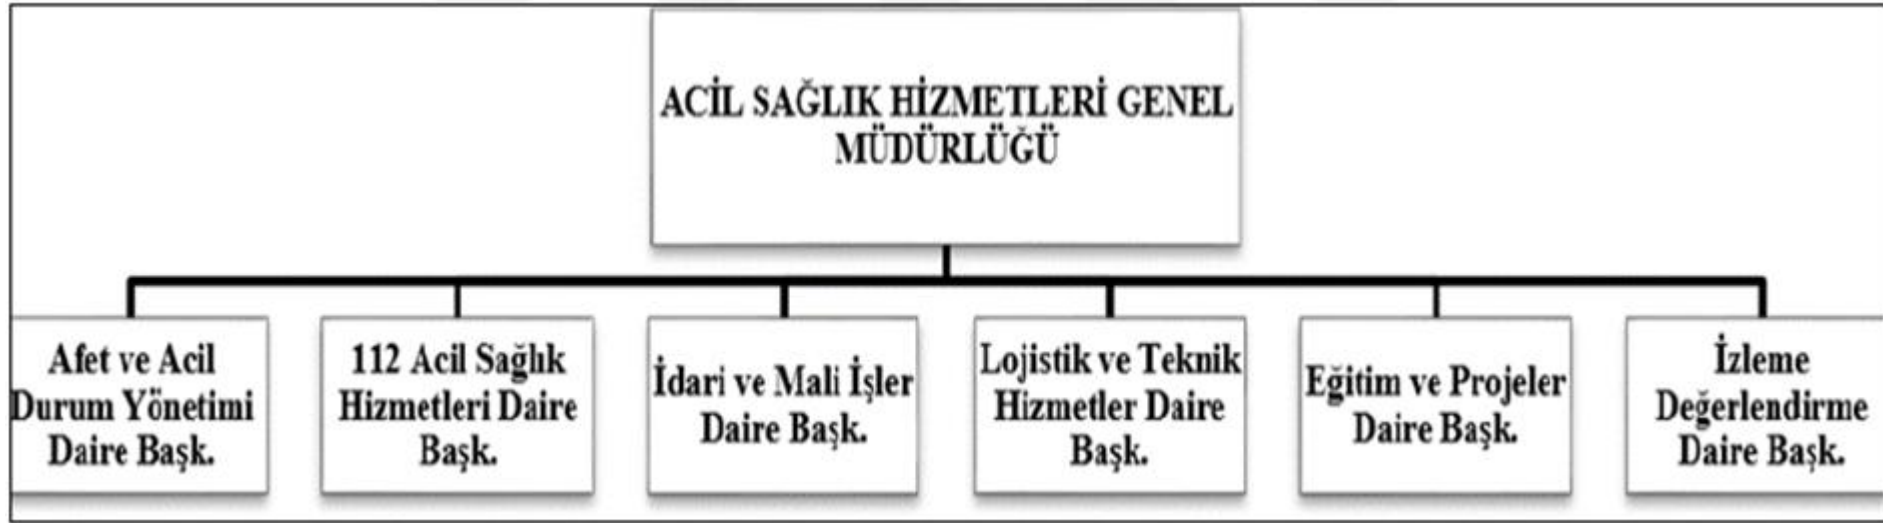 ACİL SAĞLIK HİZMETLERİ GENEL
MÜDÜRLÜĞÜ
Afet ve Acil
Durum Yönetimi
Daire Başk.
112 Acil Sağlık
Hizmetleri Daire
Başk.
İdari ve Mali İşler
Daire Başk.
Lojistik ve Teknik
Hizmetler Daire
Başk.
Eğitim ve Projeler
Daire Başk.
İzleme
Değerlendirme
Daire Başk.